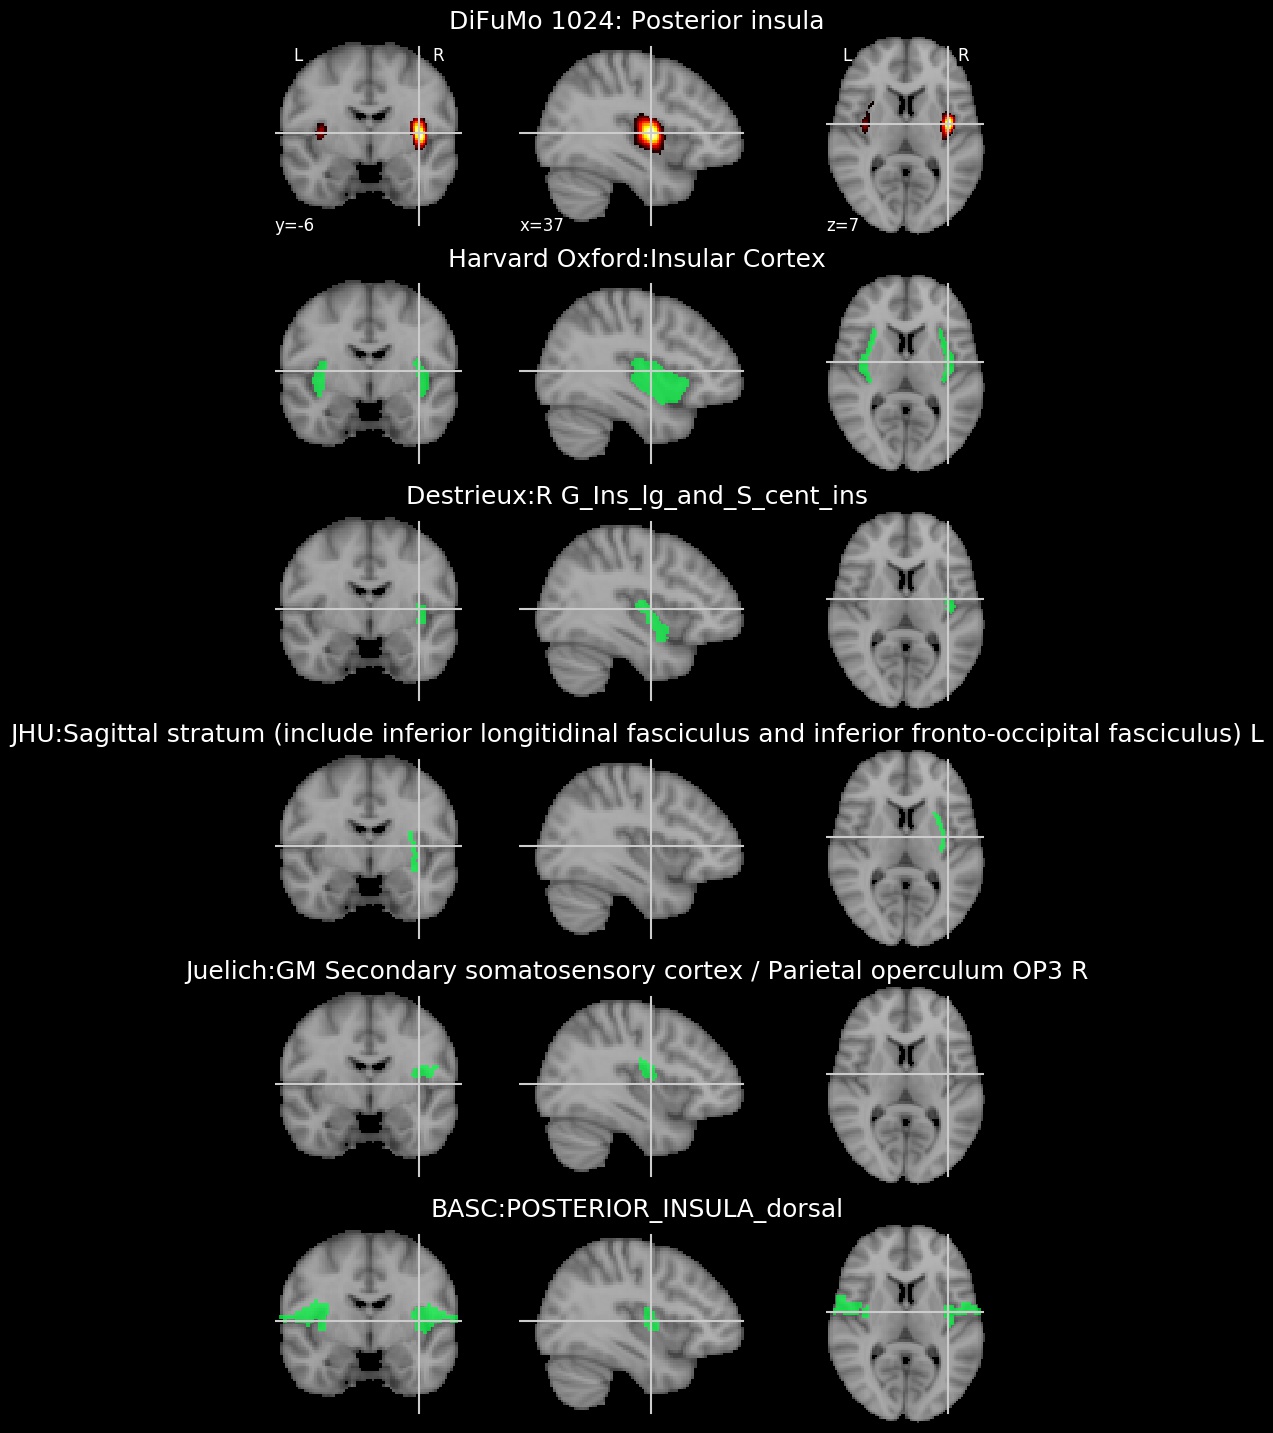 DiFuMo 1024: Posterior insula
L R L R
y=-6 x=37 z=7
Harvard Oxford:Insular Cortex
Destrieux:R G_Ins_lg_and_S_cent_ins
JHU:Sagittal stratum (include inferior longitidinal fasciculus and inferior fronto-occipital fasciculus) L
Juelich:GM Secondary somatosensory cortex / Parietal operculum OP3 R
BASC:POSTERIOR_INSULA_dorsal